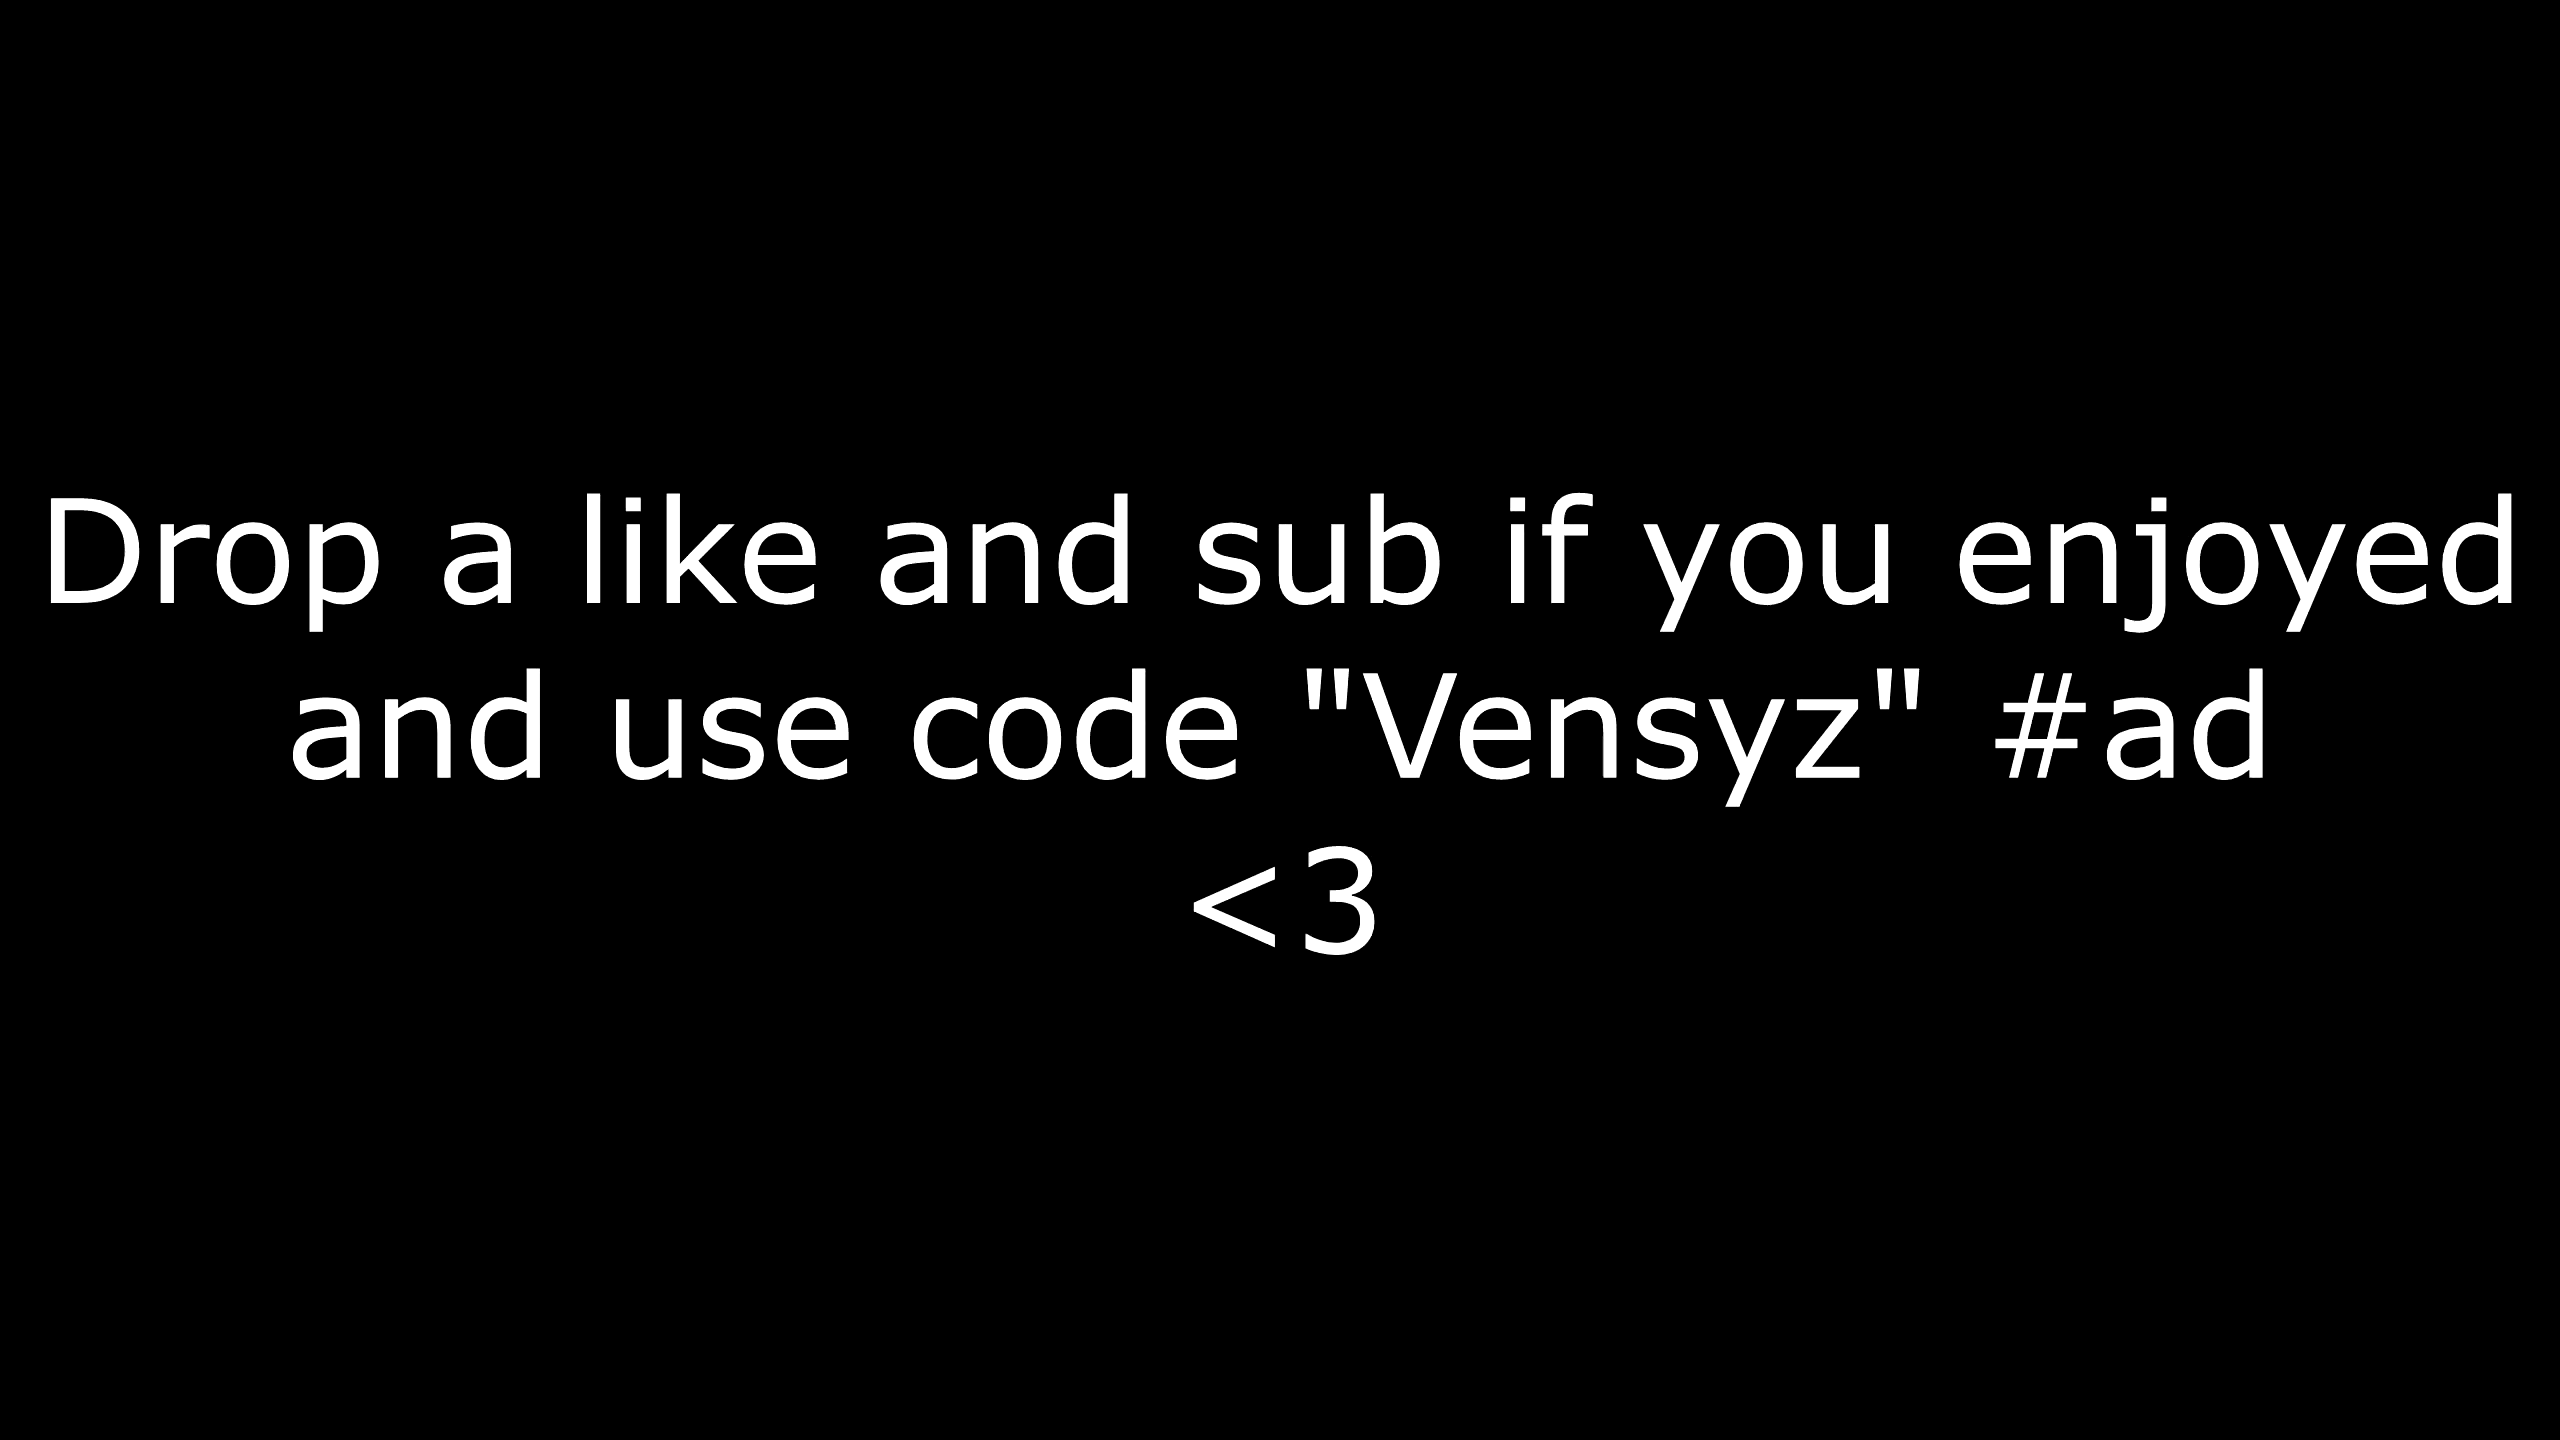 Drop a like and sub if you enjoyed
and use code "Vensyz" #ad
<3